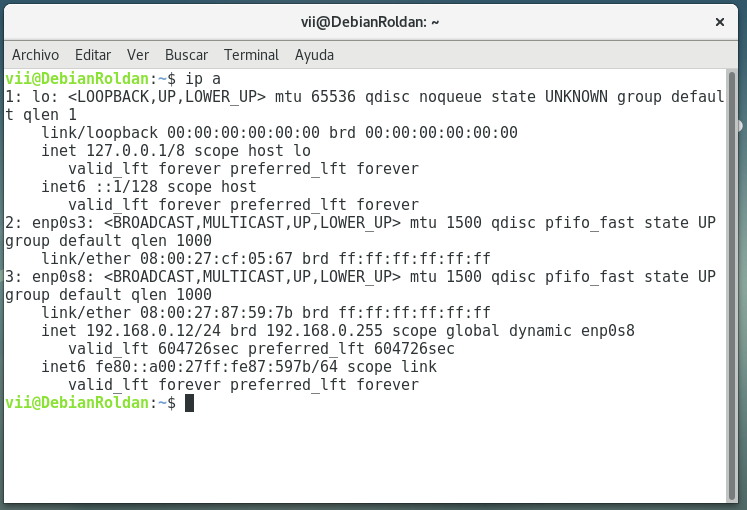 vii@DebianRoldan: ~
Archivo Editar Ver Buscar Terminal Ayuda
vii@DebianRoldan:~$ ip a
1: lo: <LOOPBACK,UP,LOWER_UP> mtu 65536 qdisc noqueue state UNKNOWN group defaul
t qlen 1
    link/loopback 00:00:00:00:00:00 brd 00:00:00:00:00:00
    inet 127.0.0.1/8 scope host lo
       valid_lft forever preferred_lft forever
    inet6 ::1/128 scope host
       valid_lft forever preferred_lft forever
2: enp0s3: <BROADCAST,MULTICAST,UP,LOWER_UP> mtu 1500 qdisc pfifo_fast state UP
group default qlen 1000
    link/ether 08:00:27:cf:05:67 brd ff:ff:ff:ff:ff:ff
3: enp0s8: <BROADCAST,MULTICAST,UP,LOWER_UP> mtu 1500 qdisc pfifo_fast state UP
group default qlen 1000
    link/ether 08:00:27:87:59:7b brd ff:ff:ff:ff:ff:ff
    inet 192.168.0.12/24 brd 192.168.0.255 scope global dynamic enp0s8
       valid_lft 604726sec preferred_lft 604726sec
    inet6 fe80::a00:27ff:fe87:597b/64 scope link
       valid_lft forever preferred_lft forever
vii@DebianRoldan:~$